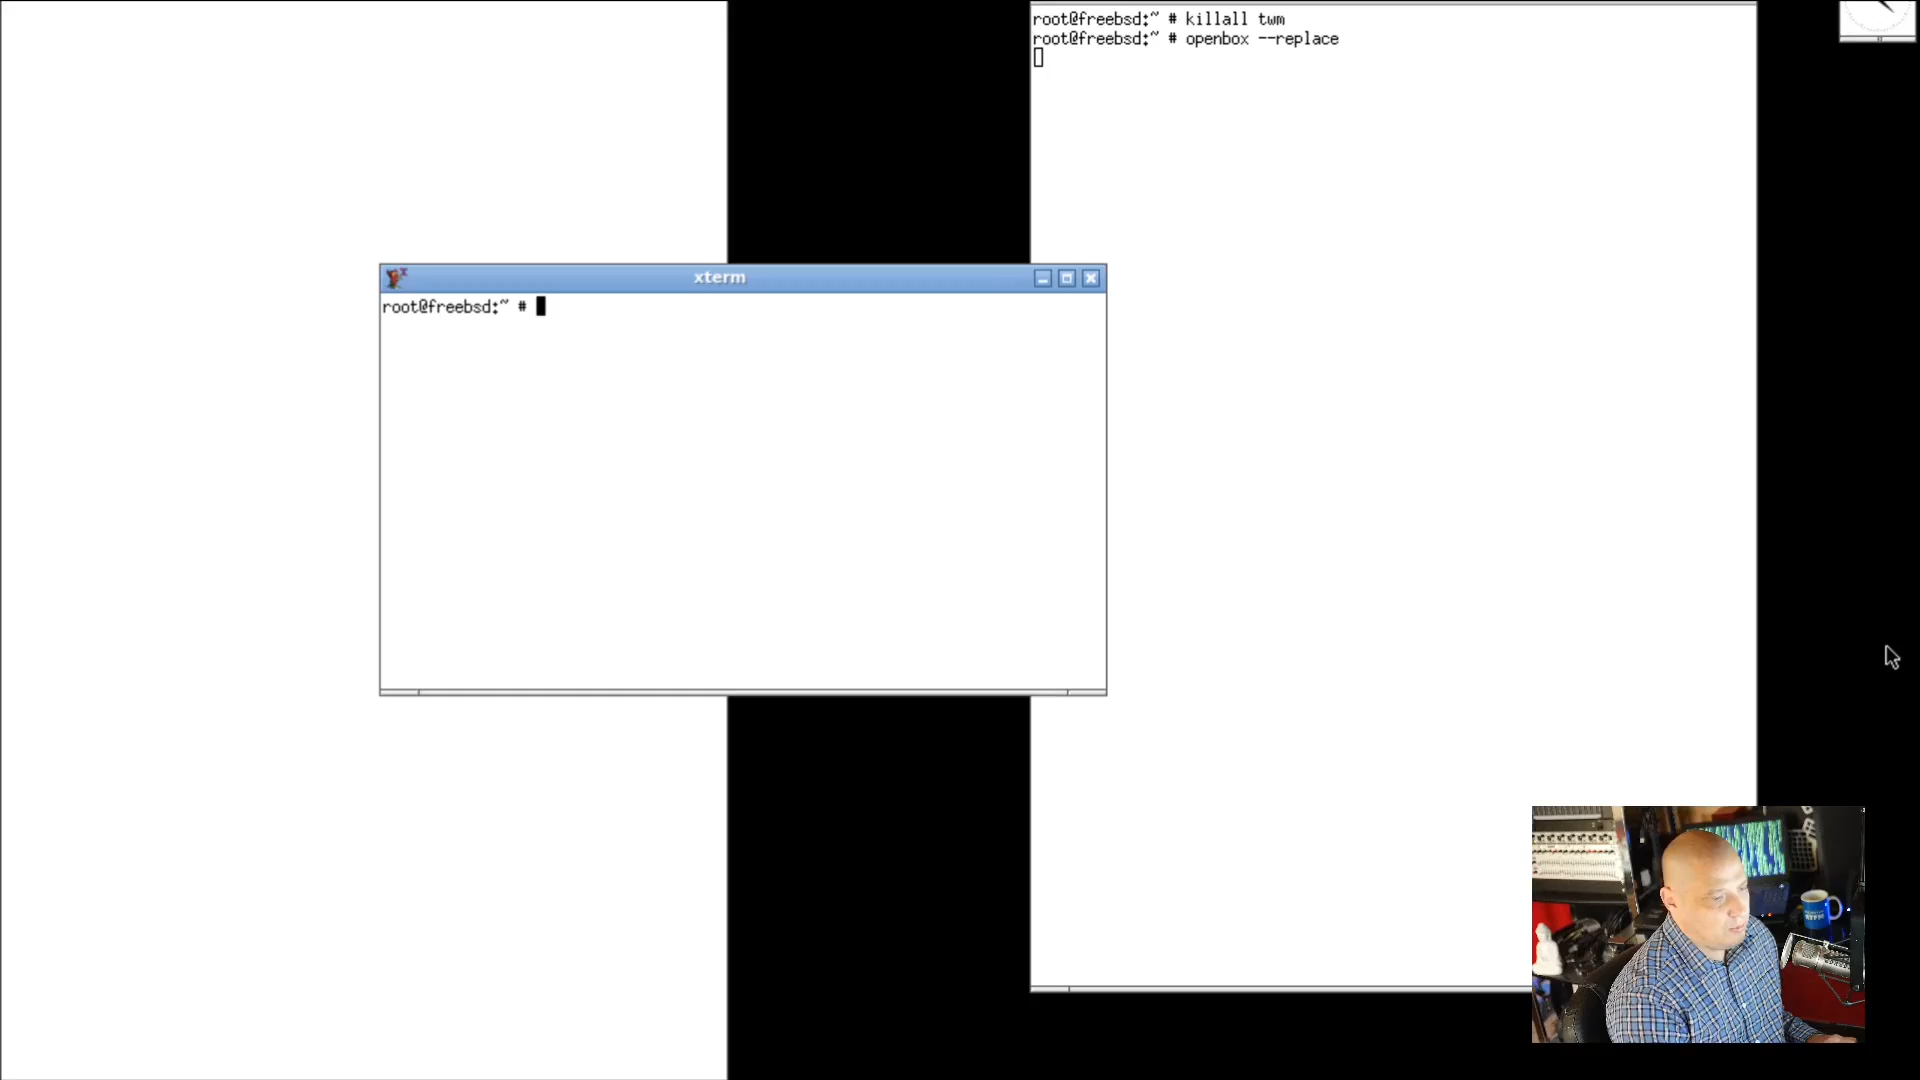 root@freebsd:~ # killall twm
root@freebsd:~ # openbox --replace
xterm
root@freebsd:~ #